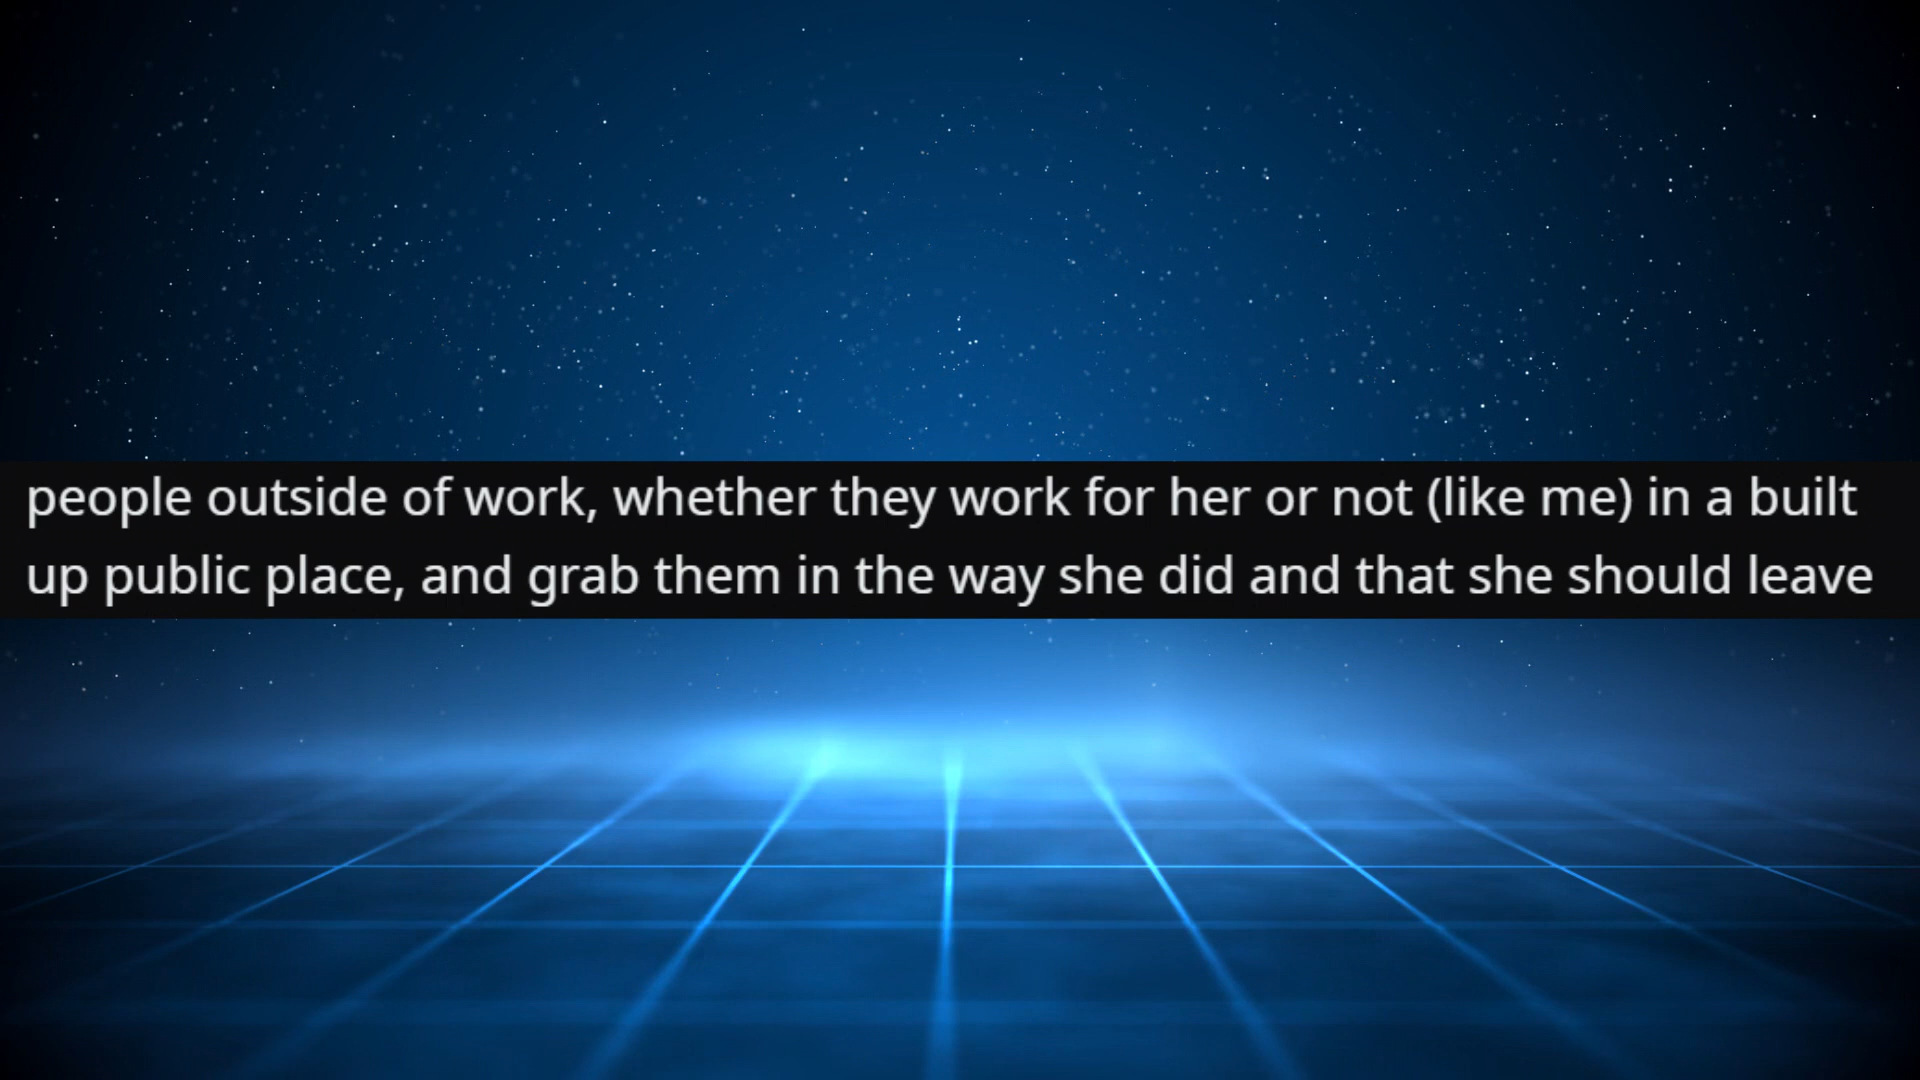 people outside of work, whether they work for her or not (like me) in a built
up public place, and grab them in the way she did and that she should leave